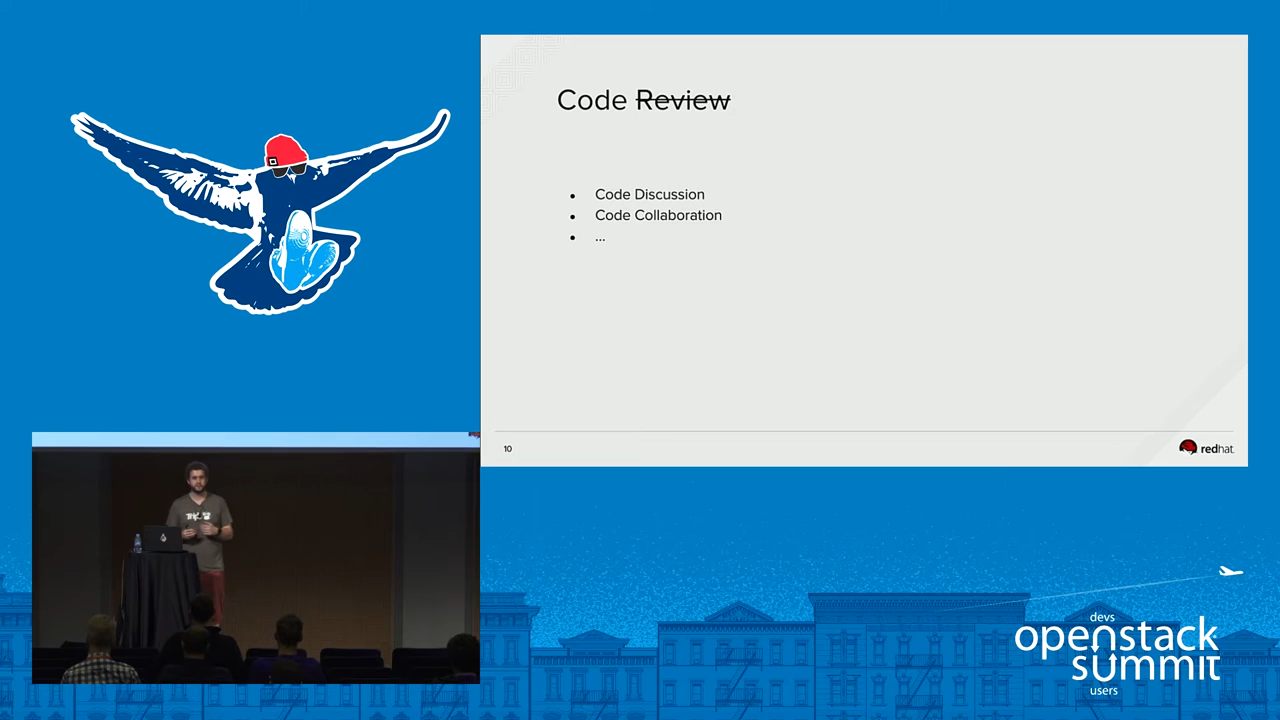 Code Review
• Code Discussion
• Code Collaboration
• ...
10
redhat.
devs
openstack
summit
users